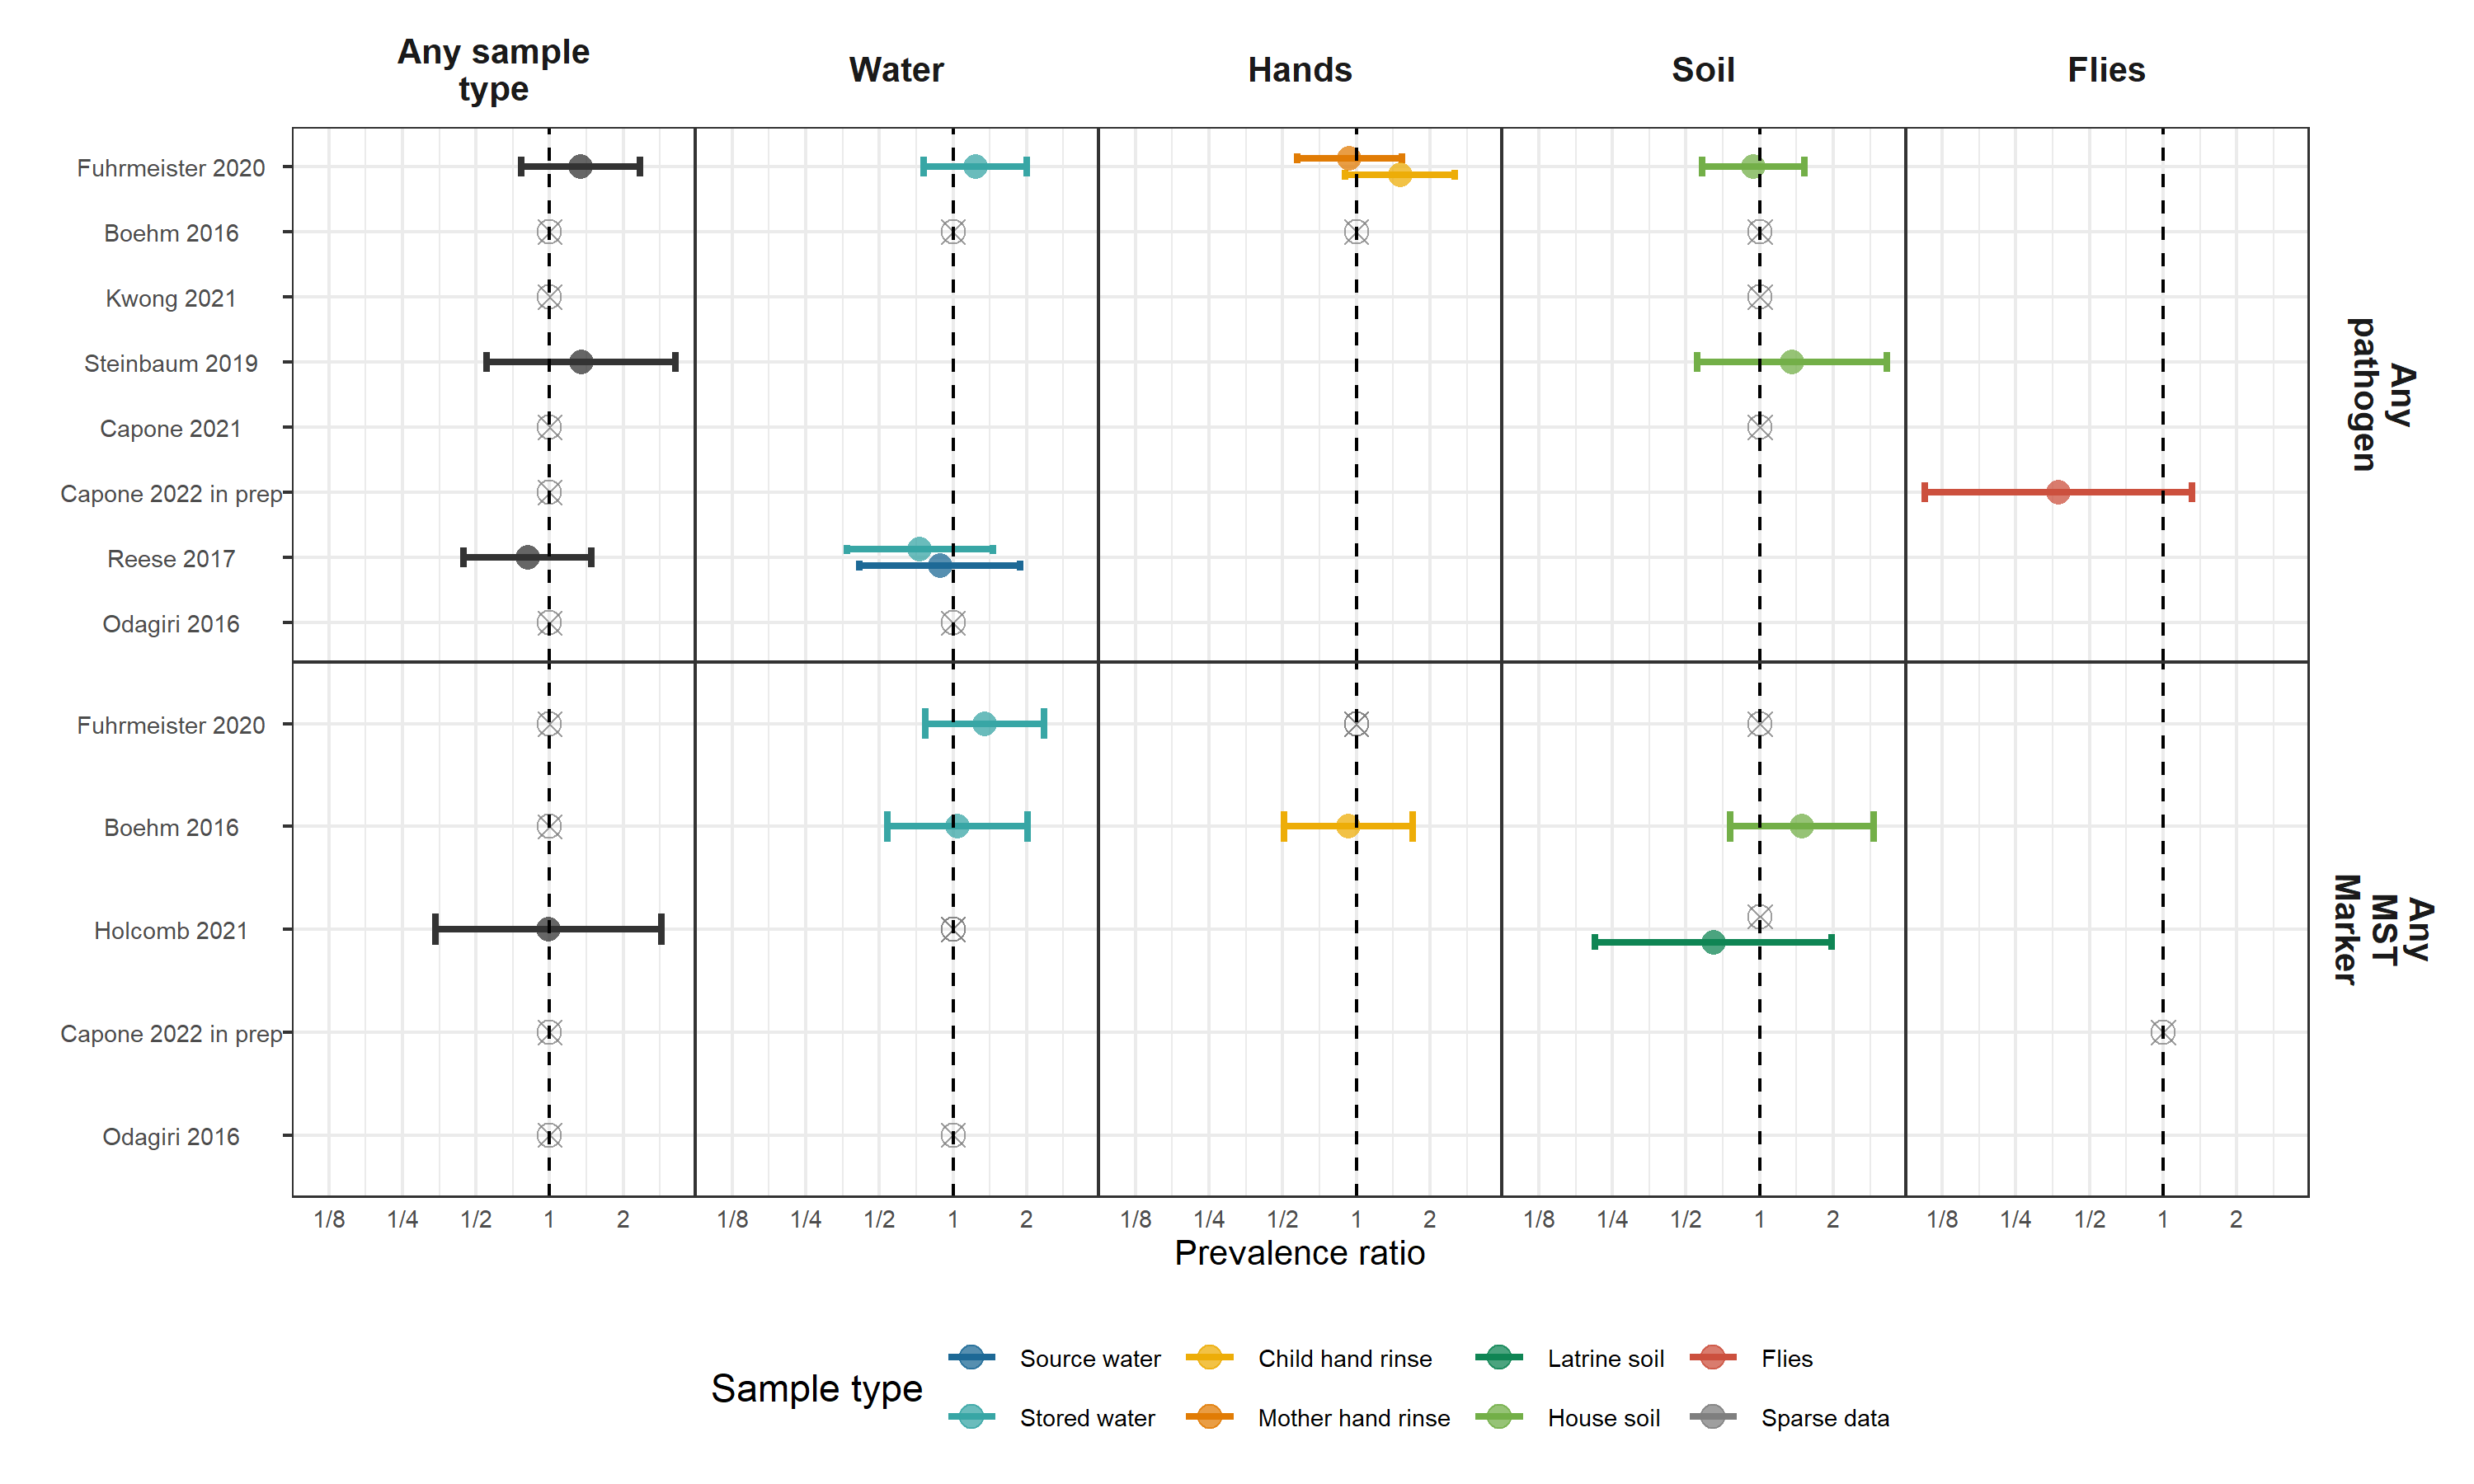 Any sample
type
Water
Hands
Soil
Flies
Fuhrmeister 2020
Boehm 2016
Kwong 2021
Steinbaum 2019
Capone 2021
Capone 2022 in prep
Reese 2017
Odagiri 2016
Any
pathogen
Fuhrmeister 2020
Boehm 2016
Holcomb 2021
Capone 2022 in prep
Odagiri 2016
Any
MST
Marker
1/8 1/4 1/2 1 2 1/8 1/4 1/2 1 2 1/8 1/4 1/2 1 2 1/8 1/4 1/2 1 2 1/8 1/4 1/2 1 2
Prevalence ratio
Sample type
Source water Child hand rinse Latrine soil Flies
Stored water Mother hand rinse House soil Sparse data